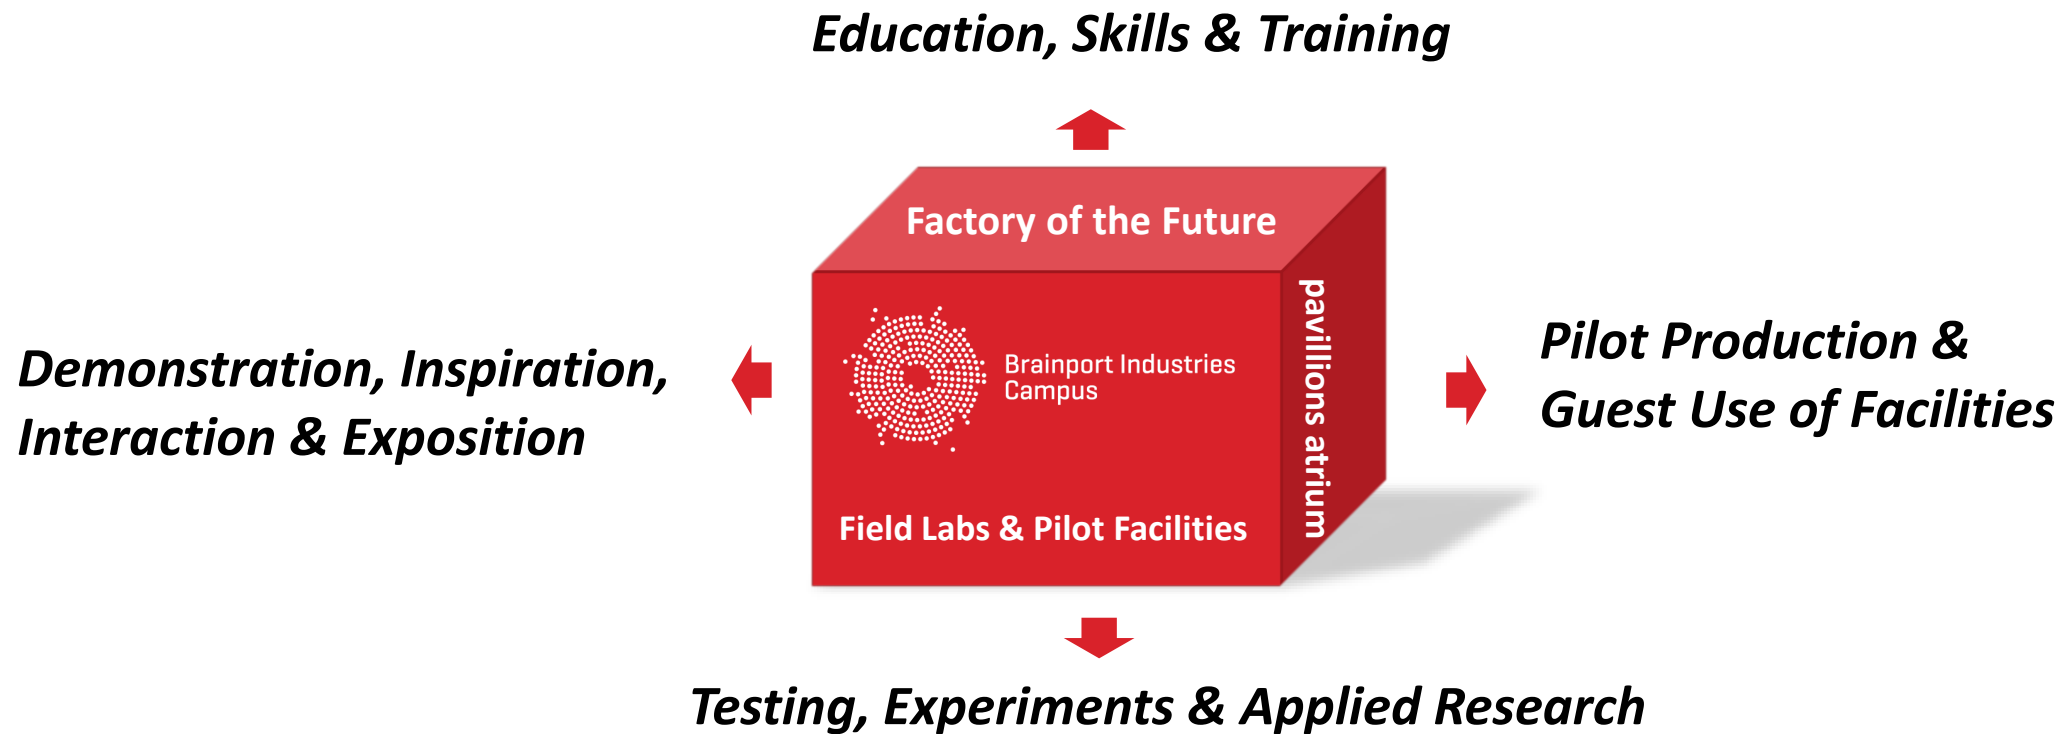 Education, Skills & Training
Factory of the Future
Demonstration, Inspiration,
Interaction & Exposition
Brainport Industries
Campus
pavillions atrium
Pilot Production &
Guest Use of Facilities
Field Labs & Pilot Facilities
Testing, Experiments & Applied Research